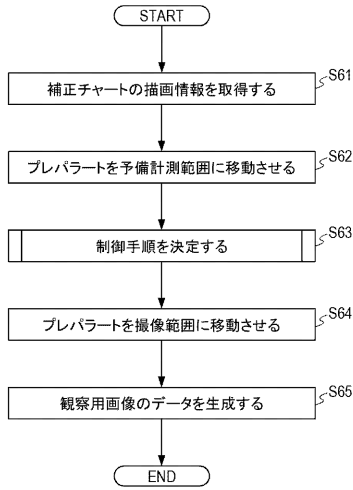 START
補正チャートの描画情報を取得する
S61
プレパラートを予備計測範囲に移動させる
S62
制御手順を決定する
S63
プレパラートを撮像範囲に移動させる
S64
観察用画像のデータを生成する
S65
END